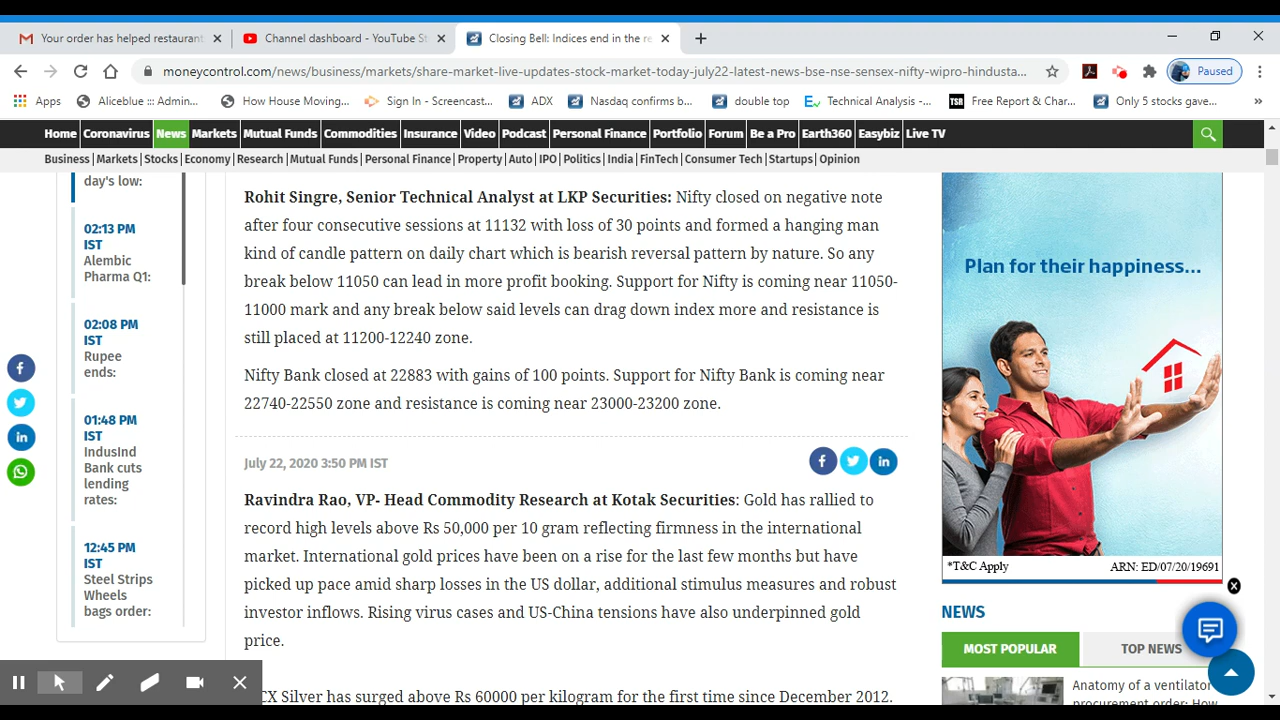 Your order has helped restaurant
Channel dashboard - YouTube St
Closing Bell: Indices end in the re
moneycontrol.com/news/business/markets/share-market-live-updates-stock-market-today-july22-latest-news-bse-nse-sensex-nifty-wipro-hindusta...
Paused
Apps
Aliceblue ::: Admin...
How House Moving...
Sign In - Screencast...
ADX
Nasdaq confirms b...
double top
Technical Analysis -...
TSR
Free Report & Char...
Only 5 stocks gave...
»
Home Coronavirus News Markets Mutual Funds Commodities Insurance Video Podcast Personal Finance Portfolio Forum Be a Pro Earth360 Easybiz Live TV
Business | Markets | Stocks | Economy | Research | Mutual Funds | Personal Finance | Property | Auto | IPO | Politics | India | FinTech | Consumer Tech | Startups | Opinion
day's low:
02:13 PM
IST
Alembic
Pharma Q1:
02:08 PM
IST
Rupee
ends:
01:48 PM
IST
IndusInd
Bank cuts
lending
rates:
12:45 PM
IST
Steel Strips
Wheels
bags order:
Rohit Singre, Senior Technical Analyst at LKP Securities: Nifty closed on negative note
after four consecutive sessions at 11132 with loss of 30 points and formed a hanging man
kind of candle pattern on daily chart which is bearish reversal pattern by nature. So any
break below 11050 can lead in more profit booking. Support for Nifty is coming near 11050-
11000 mark and any break below said levels can drag down index more and resistance is
still placed at 11200-12240 zone.
Nifty Bank closed at 22883 with gains of 100 points. Support for Nifty Bank is coming near
22740-22550 zone and resistance is coming near 23000-23200 zone.
July 22, 2020 3:50 PM IST
Ravindra Rao, VP- Head Commodity Research at Kotak Securities: Gold has rallied to
record high levels above Rs 50,000 per 10 gram reflecting firmness in the international
market. International gold prices have been on a rise for the last few months but have
picked up pace amid sharp losses in the US dollar, additional stimulus measures and robust
investor inflows. Rising virus cases and US-China tensions have also underpinned gold
price.
CX Silver has surged above Rs 60000 per kilogram for the first time since December 2012.
Plan for their happiness...
*T&C Apply
ARN: ED/07/20/19691
NEWS
MOST POPULAR
TOP NEWS
Anatomy of a ventilator
procurement order: How